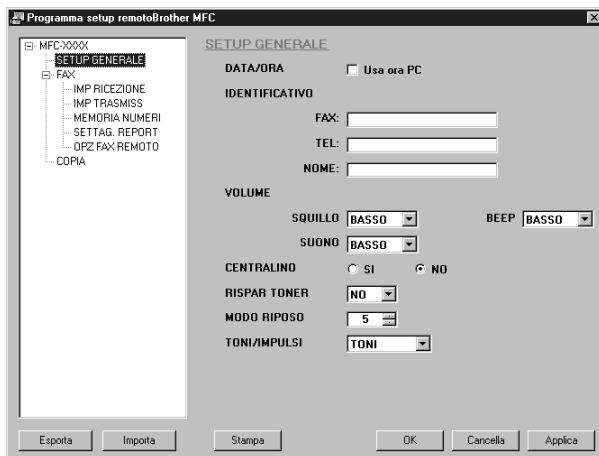 Programma setup remotoBrother MFC
MFC-XXXX
SETUP GENERALE
FAX
IMP RICEZIONE
IMP TRASMISS
MEMORIA NUMERI
SETTAG. REPORT
OPZ FAX REMOTO
COPIA
SETUP GENERALE
DATA/ORA Usa ora PC
IDENTIFICATIVO
FAX:
TEL:
NOME:
VOLUME
SQUILLO BASSO BEEP BASSO
SUONO BASSO
CENTRALINO SI NO
RISPAR TONER NO
MODO RIPOSO 5
TONI/IMPULSI TONI
Esporta Importa Stampa OK Cancella Applica